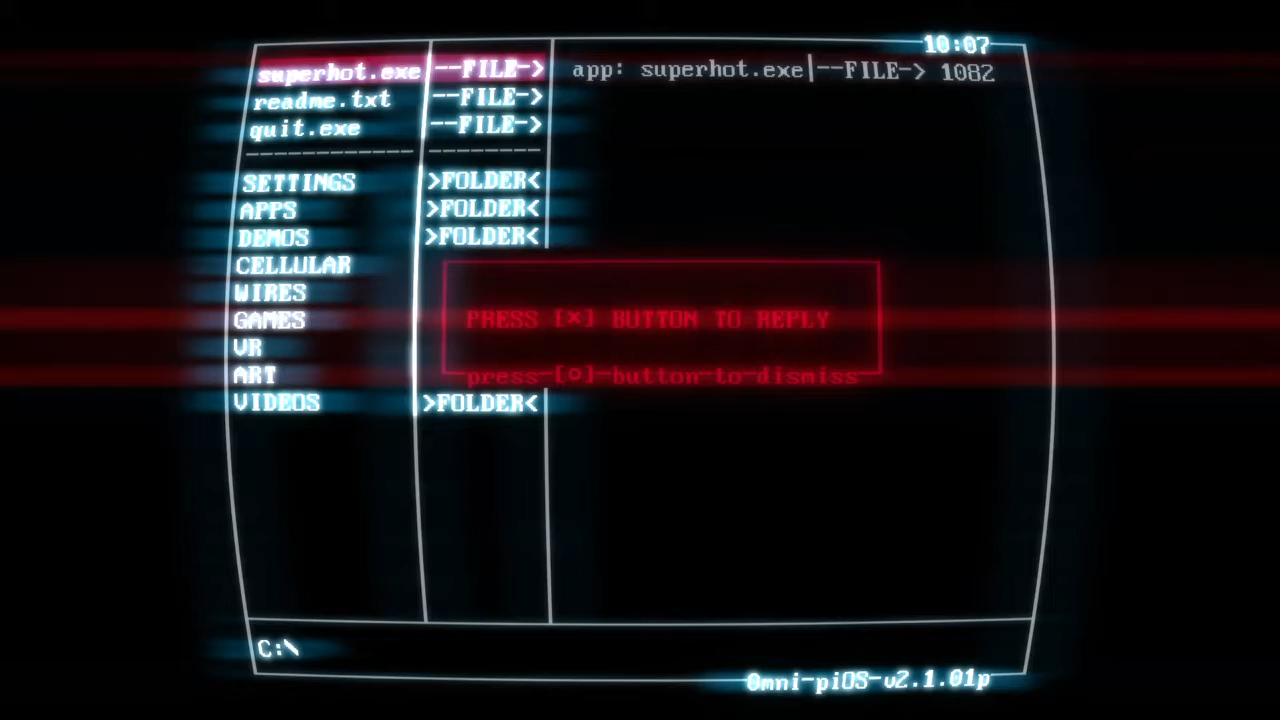 10:07
superhot.exe|--FILE-> app: superhot.exe|--FILE-> 1082
readme.txt --FILE->
quit.exe --FILE->
------------ --------
SETTINGS >FOLDER<
APPS >FOLDER<
DEMOS >FOLDER<
CELLULAR
WIRES
GAMES PRESS [×] BUTTON TO REPLY
VR
ART press-[O]-button-to-dismiss
VIDEOS >FOLDER<
C:\
Omni-piOS-v2.1.01p